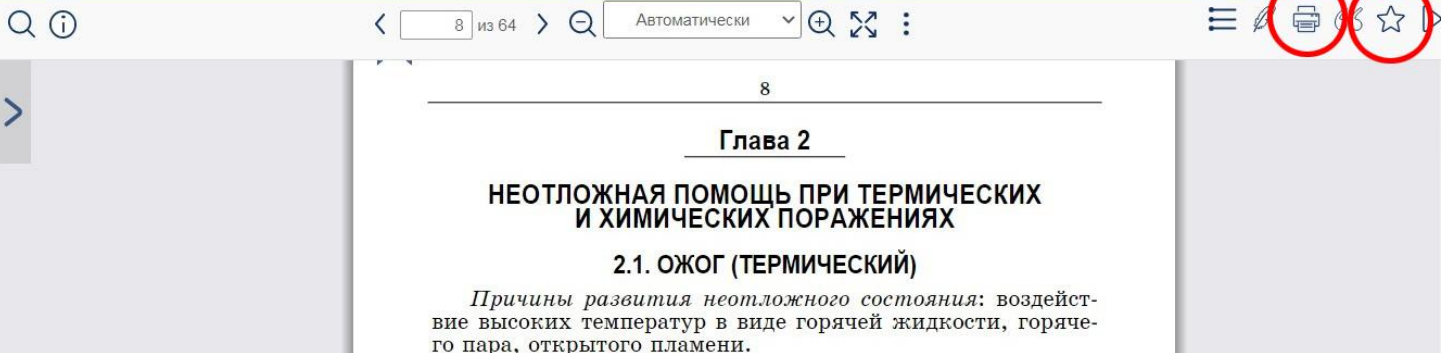 8 из 64
Автоматически
8
Глава 2
НЕОТЛОЖНАЯ ПОМОЩЬ ПРИ ТЕРМИЧЕСКИХ
И ХИМИЧЕСКИХ ПОРАЖЕНИЯХ
2.1. ОЖОГ (ТЕРМИЧЕСКИЙ)
Причины развития неотложного состояния: воздейст-
вие высоких температур в виде горячей жидкости, горяче-
го пара, открытого пламени.